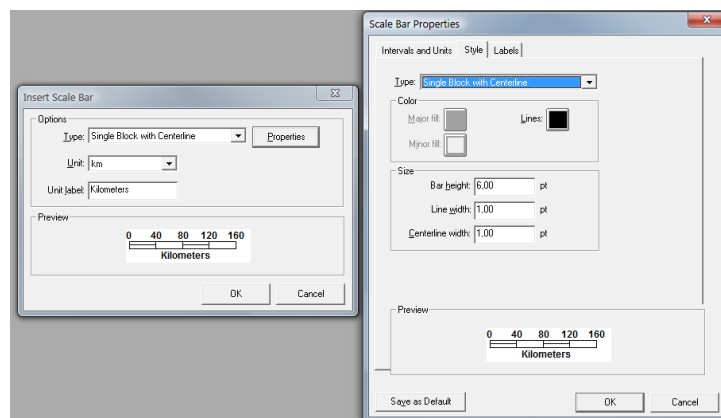 Insert Scale Bar
Options
Type: Single Block with Centerline Properties
Unit: km
Unit label: Kilometers
Preview
0 40 80 120 160
Kilometers
OK Cancel
Scale Bar Properties
Intervals and Units Style Labels
Type: Single Block with Centerline
Color
Major fill: Lines:
Minor fill:
Size
Bar height: 6,00 pt
Line width: 1,00 pt
Centerline width: 1,00 pt
Preview
0 40 80 120 160
Kilometers
Save as Default OK Cancel